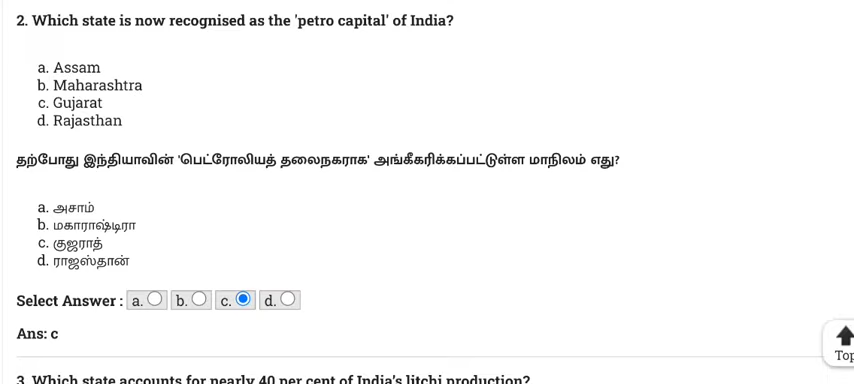 2. Which state is now recognised as the 'petro capital' of India?
a. Assam
b. Maharashtra
c. Gujarat
d. Rajasthan
தற்போது இந்தியாவின் 'பெட்ரோலியத் தலைநகராக' அங்கீகரிக்கப்பட்டுள்ள மாநிலம் எது?
a. அசாம்
b. மகாராஷ்டிரா
c. குஜராத்
d. ராஜஸ்தான்
Select Answer : a. b. c. d.
Ans: c
Top
3. Which state accounts for nearly 40 per cent of India's litchi production?